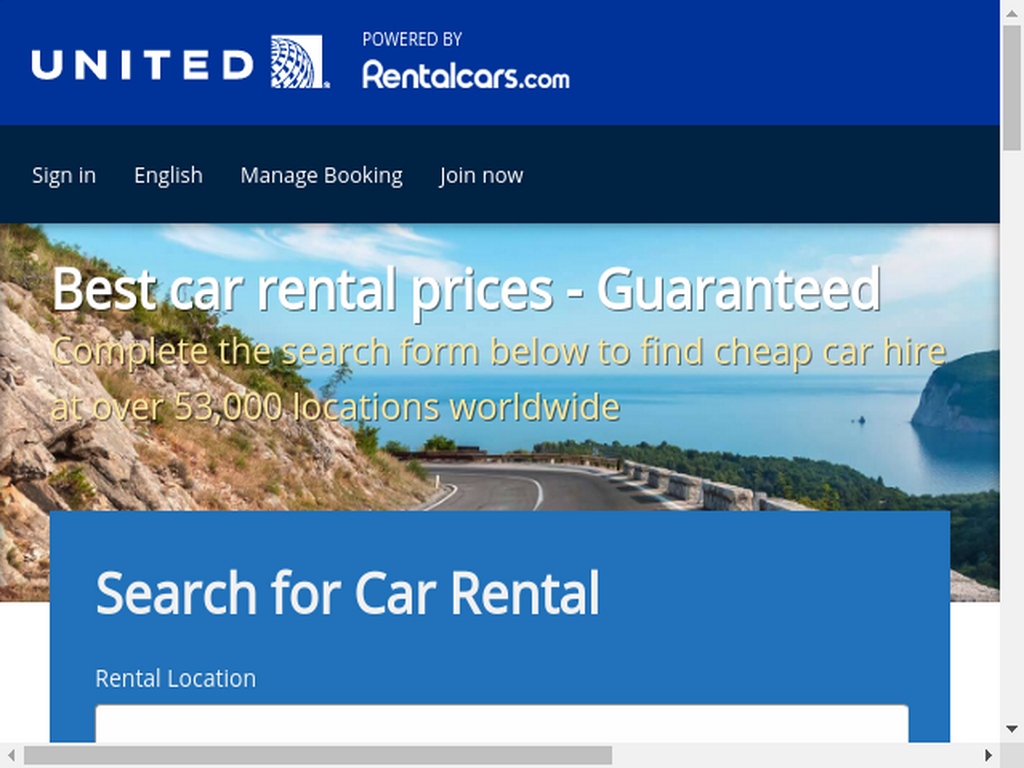 UNITED
POWERED BY
Rentalcars.com
Sign in English Manage Booking Join now
Best car rental prices - Guaranteed
Complete the search form below to find cheap car hire
at over 53,000 locations worldwide
Search for Car Rental
Rental Location